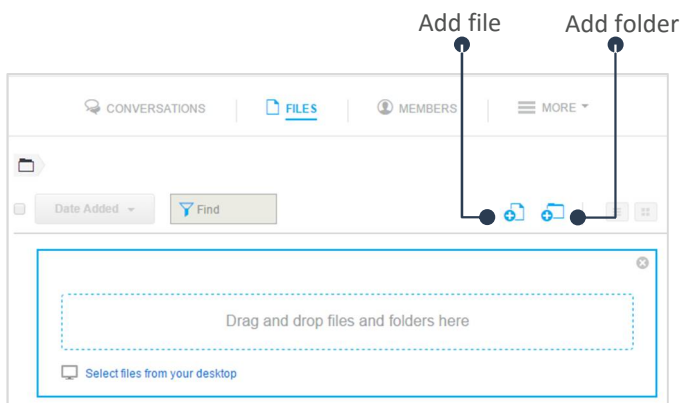 Add file Add folder
CONVERSATIONS FILES MEMBERS MORE
Date Added Find
Drag and drop files and folders here
Select files from your desktop